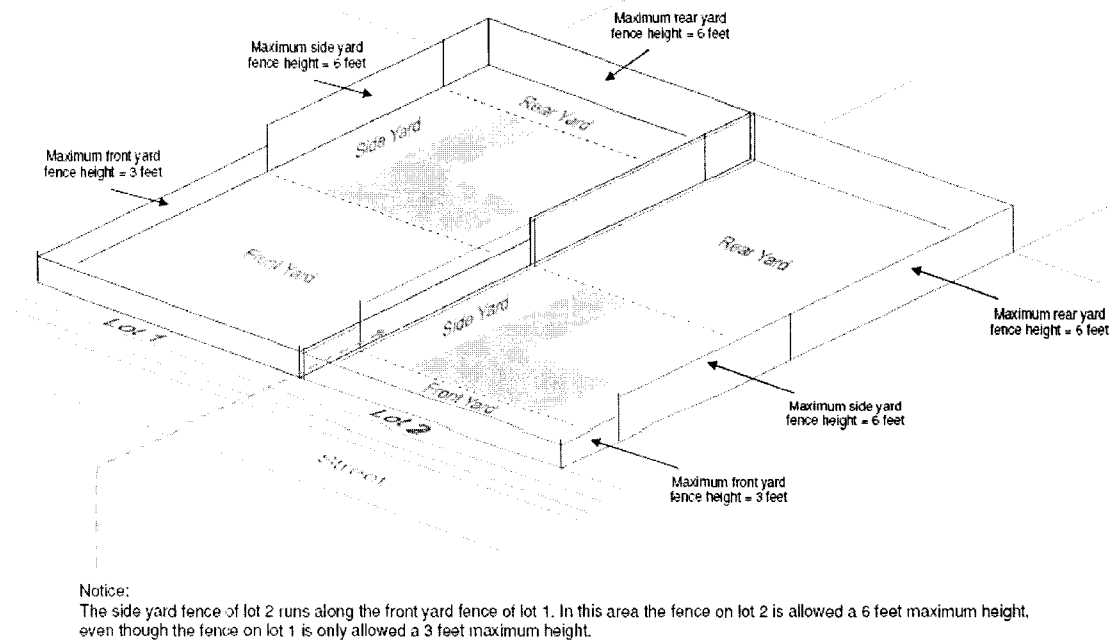 Maximum rear yard
fence height = 6 feet
Maximum side yard
fence height = 6 feet
Rear Yard
Side Yard
Maximum front yard
fence height = 3 feet
Front Yard
Rear Yard
Side Yard
Maximum rear yard
fence height = 6 feet
Lot 1
Front Yard
Lot 2
Maximum side yard
fence height = 6 feet
Street
Maximum front yard
fence height = 3 feet
Notice:
The side yard fence of lot 2 runs along the front yard fence of lot 1. In this area the fence on lot 2 is allowed a 6 feet maximum height,
even though the fence on lot 1 is only allowed a 3 feet maximum height.